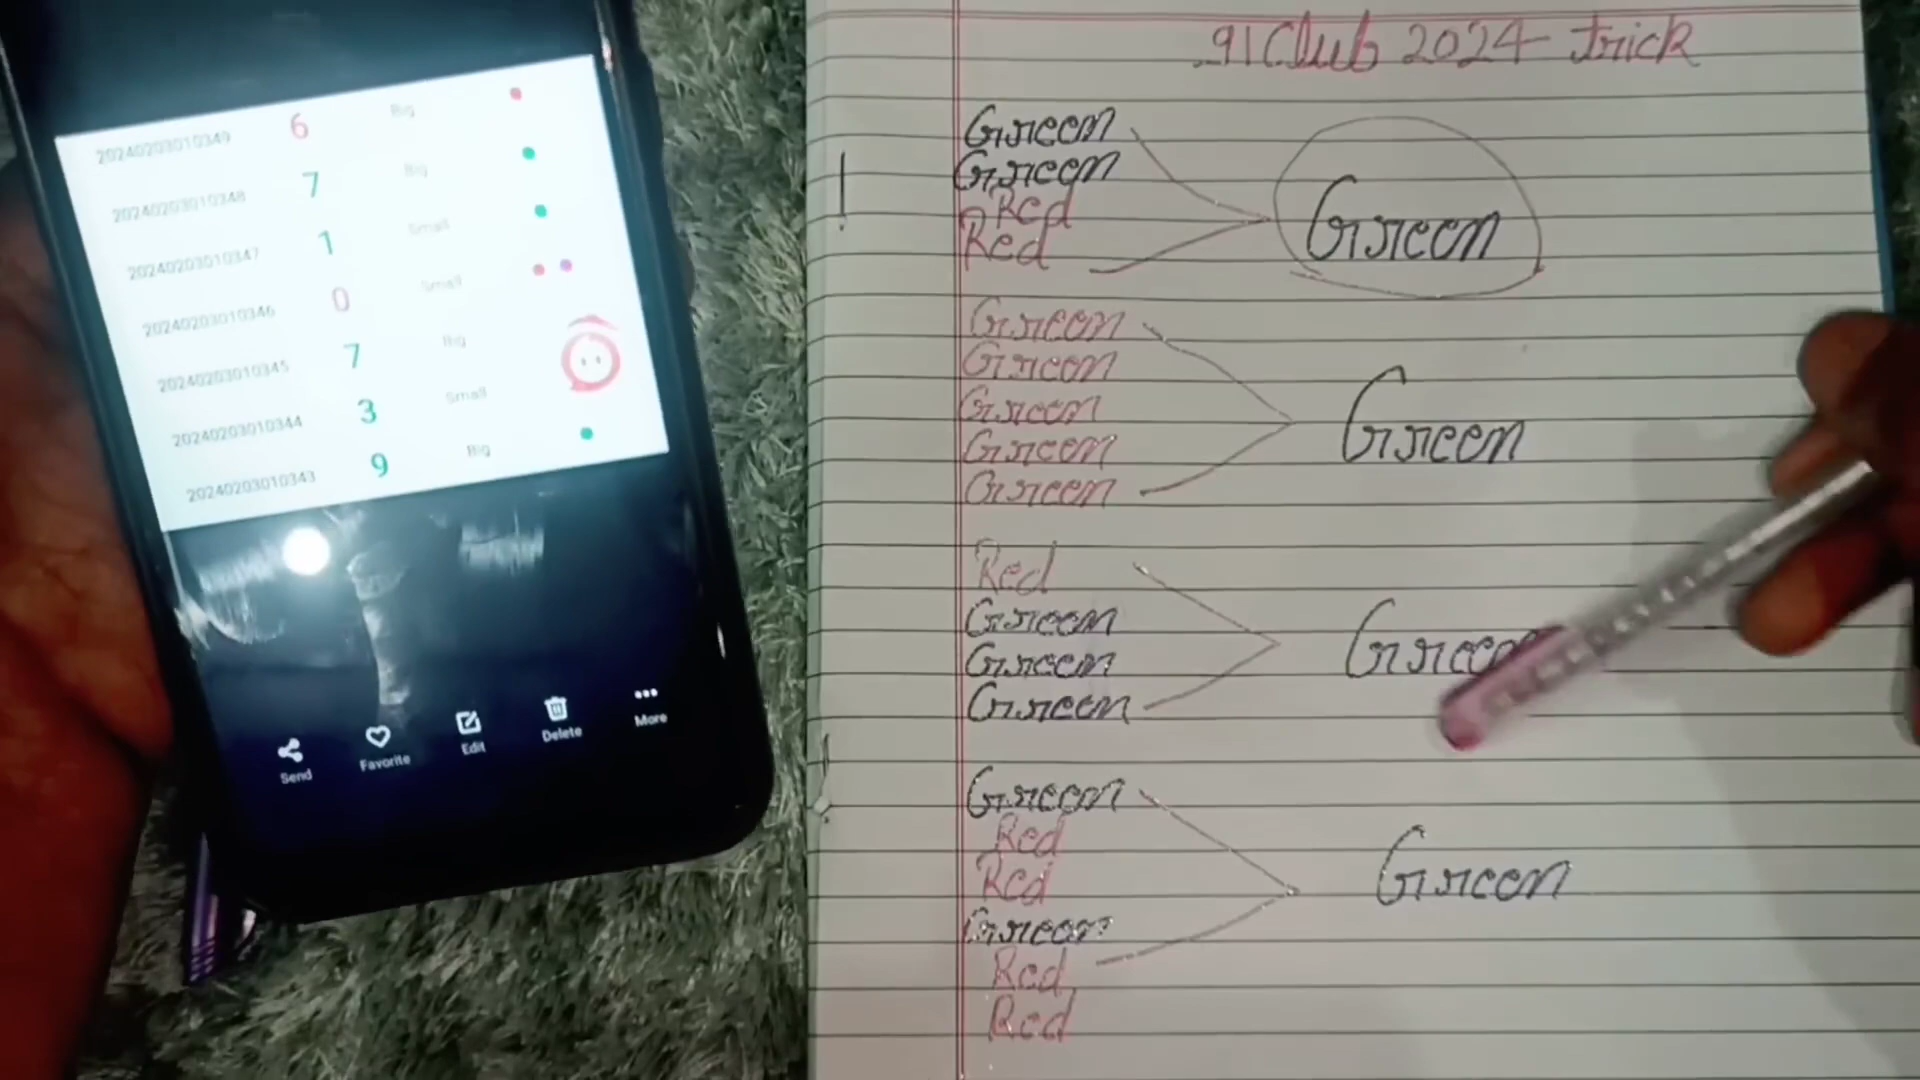 20240203010349 6 Big
20240203010348 7 Big
20240203010347 1 Small
20240203010346 0 Small
20240203010345 7 Big
20240203010344 3 Small
20240203010343 9 Big
Send
Favorite
Edit
Delete
More
91 Club 2024 trick
Green
Green
Red
Red
Green
Green
Green
Green
Green
Green
Green
Red
Green
Green
Green
Green
Green
Red
Red
Green
Red
Red
Green